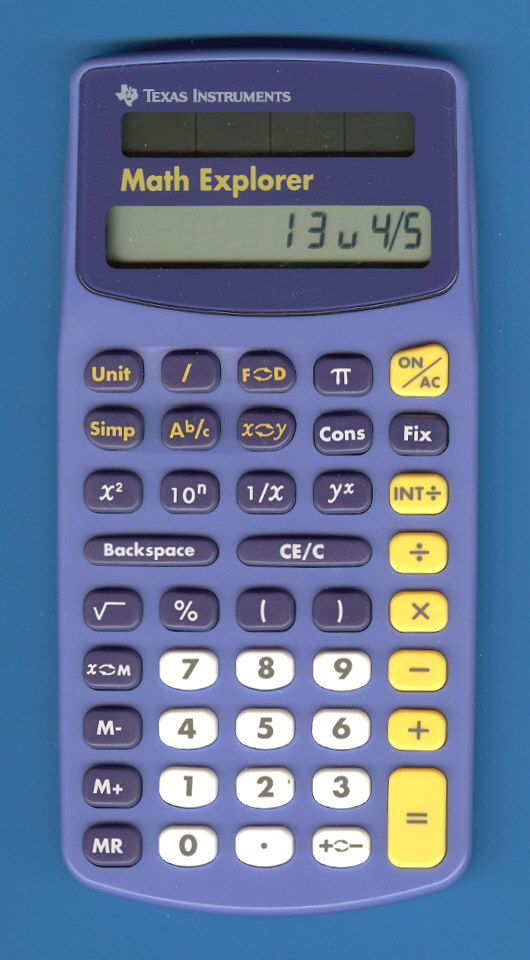 TEXAS INSTRUMENTS
Math Explorer
13 u 4/5
Unit / F⇄D π ON/AC
Simp Ab/c x⇄y Cons Fix
x² 10ⁿ 1/x yˣ INT÷
Backspace CE/C ÷
√ % ( ) ×
x⇄M 7 8 9 −
M- 4 5 6 +
M+ 1 2 3 =
MR 0 . +⇄−